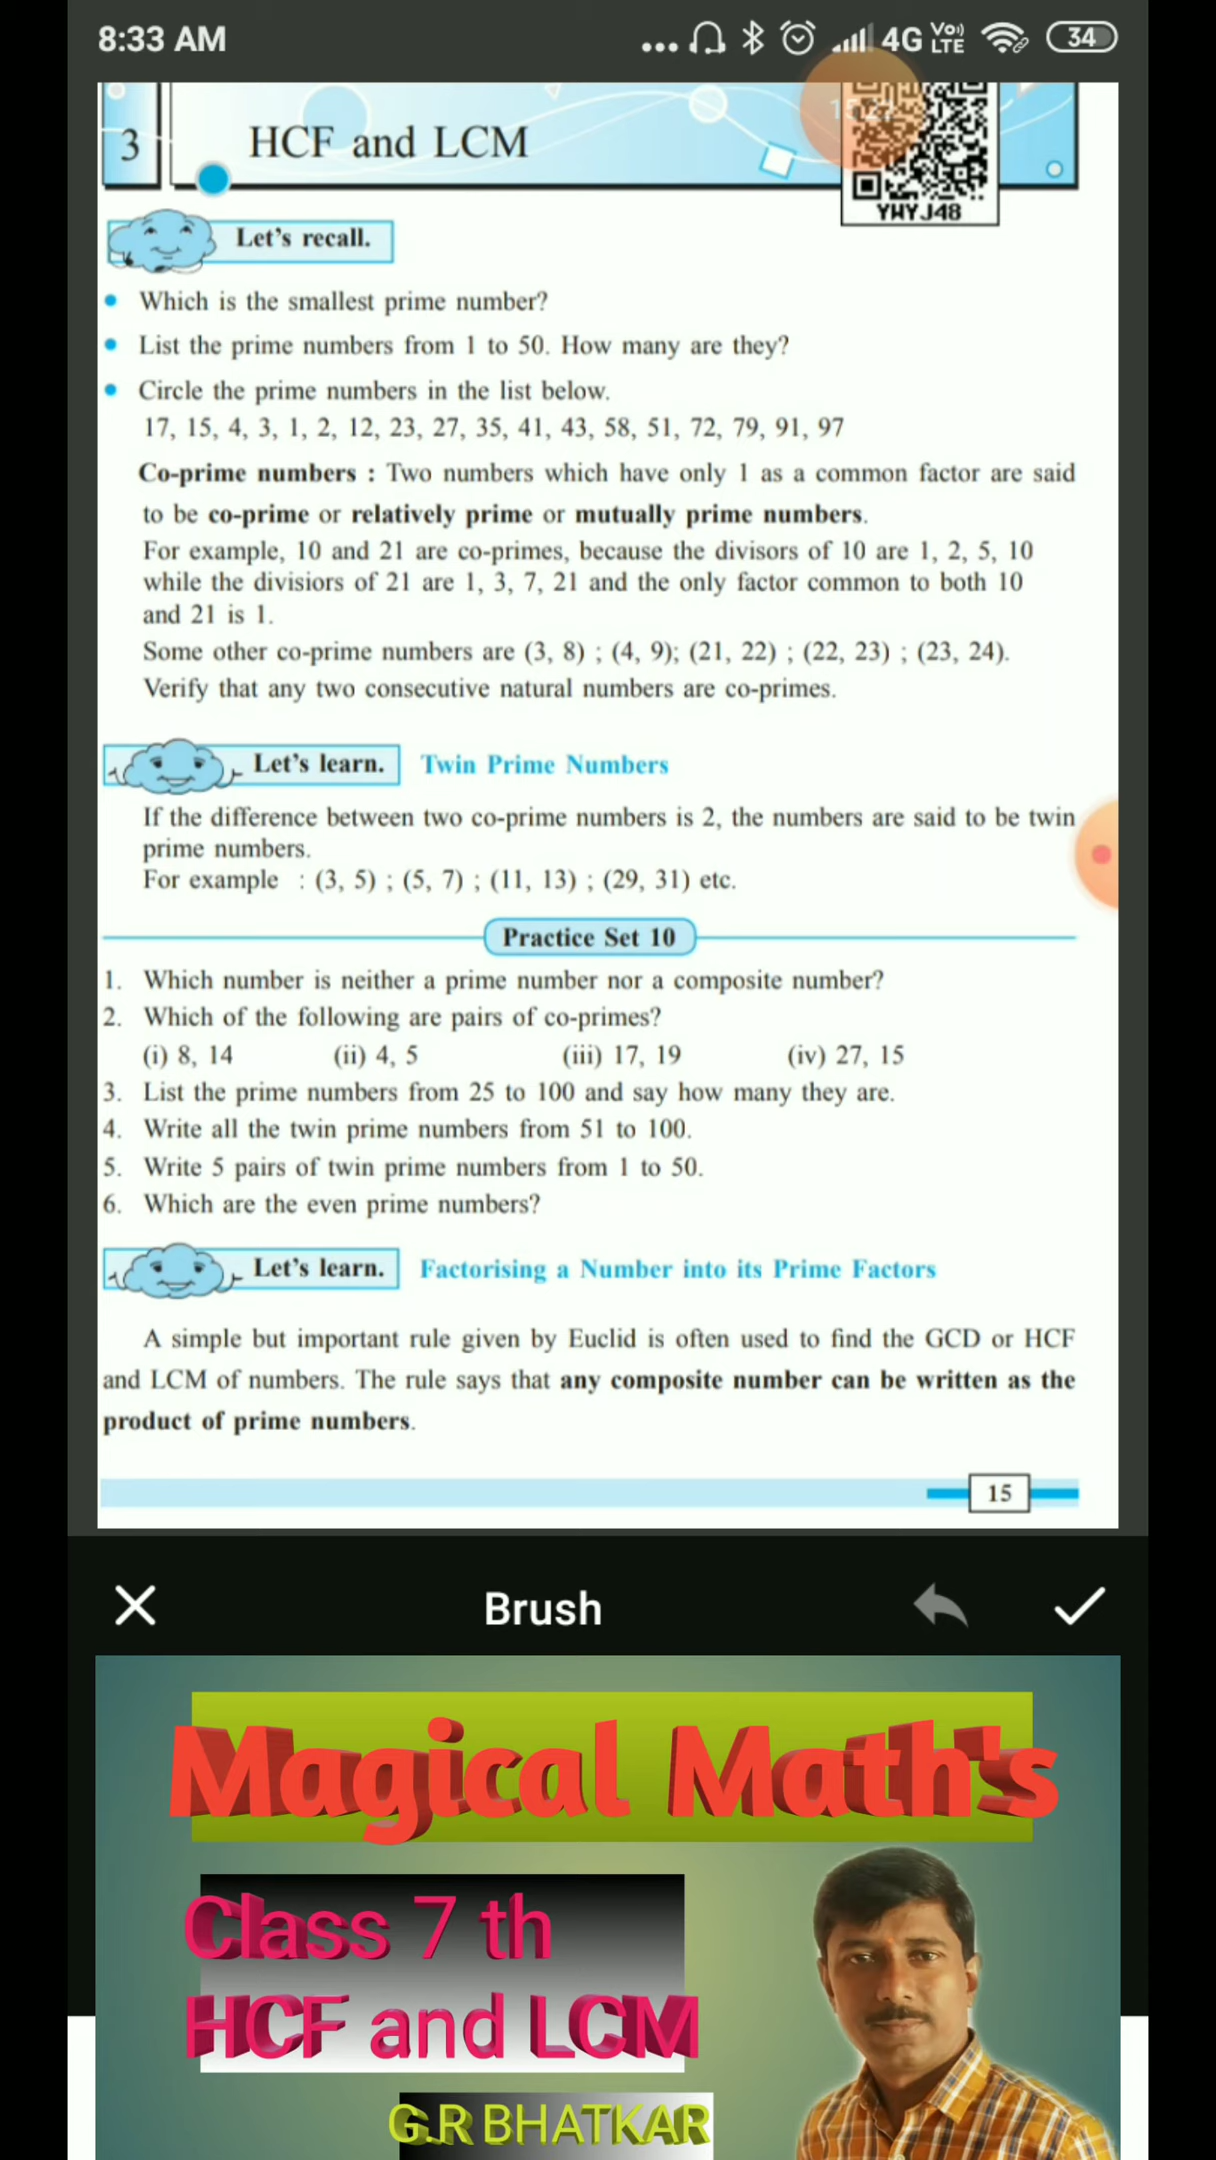 8:33 AM
4G Vo) LTE 34
3 HCF and LCM
YHYJ48
Let's recall.
• Which is the smallest prime number?
• List the prime numbers from 1 to 50. How many are they?
• Circle the prime numbers in the list below.
17, 15, 4, 3, 1, 2, 12, 23, 27, 35, 41, 43, 58, 51, 72, 79, 91, 97
Co-prime numbers : Two numbers which have only 1 as a common factor are said
to be co-prime or relatively prime or mutually prime numbers.
For example, 10 and 21 are co-primes, because the divisors of 10 are 1, 2, 5, 10
while the divisiors of 21 are 1, 3, 7, 21 and the only factor common to both 10
and 21 is 1.
Some other co-prime numbers are (3, 8) ; (4, 9); (21, 22) ; (22, 23) ; (23, 24).
Verify that any two consecutive natural numbers are co-primes.
Let's learn. Twin Prime Numbers
If the difference between two co-prime numbers is 2, the numbers are said to be twin
prime numbers.
For example : (3, 5) ; (5, 7) ; (11, 13) ; (29, 31) etc.
Practice Set 10
1. Which number is neither a prime number nor a composite number?
2. Which of the following are pairs of co-primes?
(i) 8, 14 (ii) 4, 5 (iii) 17, 19 (iv) 27, 15
3. List the prime numbers from 25 to 100 and say how many they are.
4. Write all the twin prime numbers from 51 to 100.
5. Write 5 pairs of twin prime numbers from 1 to 50.
6. Which are the even prime numbers?
Let's learn. Factorising a Number into its Prime Factors
A simple but important rule given by Euclid is often used to find the GCD or HCF
and LCM of numbers. The rule says that any composite number can be written as the
product of prime numbers.
15
Brush
Magical Math's
Class 7 th
HCF and LCM
G.R BHATKAR